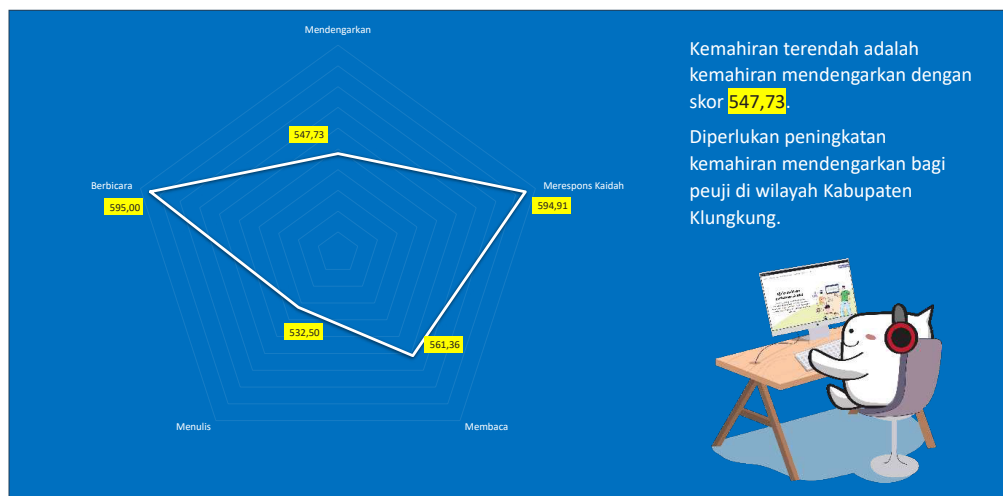 Mendengarkan
547,73
Berbicara
595,00
Merespons Kaidah
594,91
532,50
561,36
Menulis
Membaca
Kemahiran terendah adalah
kemahiran mendengarkan dengan
skor 547,73.
Diperlukan peningkatan
kemahiran mendengarkan bagi
peuji di wilayah Kabupaten
Klungkung.